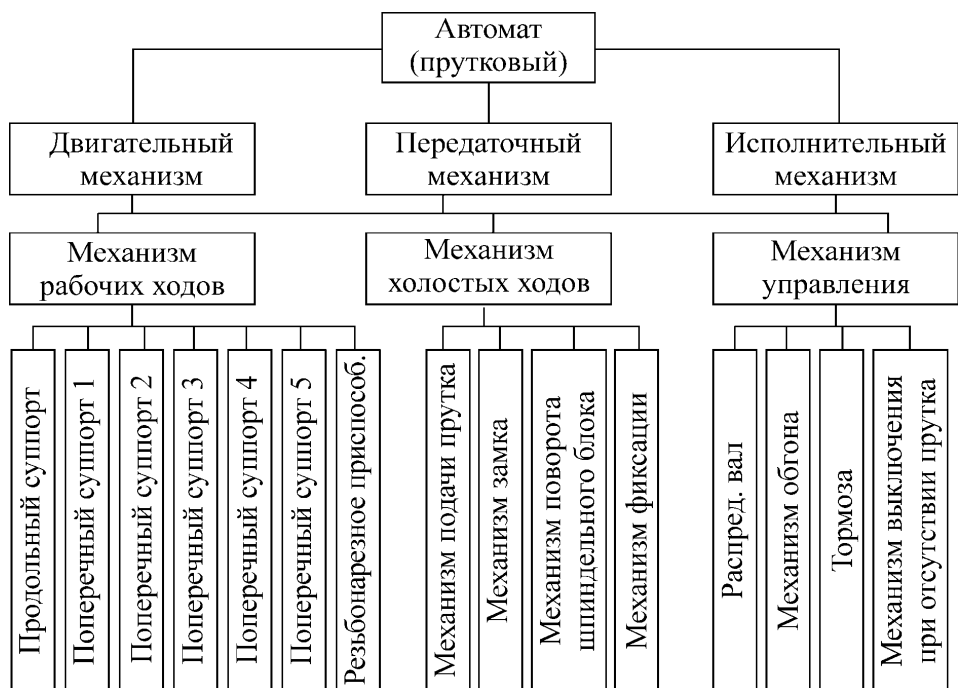 Автомат
(прутковый)
Двигательный
механизм
Передаточный
механизм
Исполнительный
механизм
Механизм
рабочих ходов
Механизм
холостых ходов
Механизм
управления
Продольный суппорт
Поперечный суппорт 1
Поперечный суппорт 2
Поперечный суппорт 3
Поперечный суппорт 4
Поперечный суппорт 5
Резьбонарезное приспособ.
Механизм подачи прутка
Механизм замка
Механизм поворота
шпиндельного блока
Механизм фиксации
Распред. вал
Механизм обгона
Тормоза
Механизм выключения
при отсутствии прутка